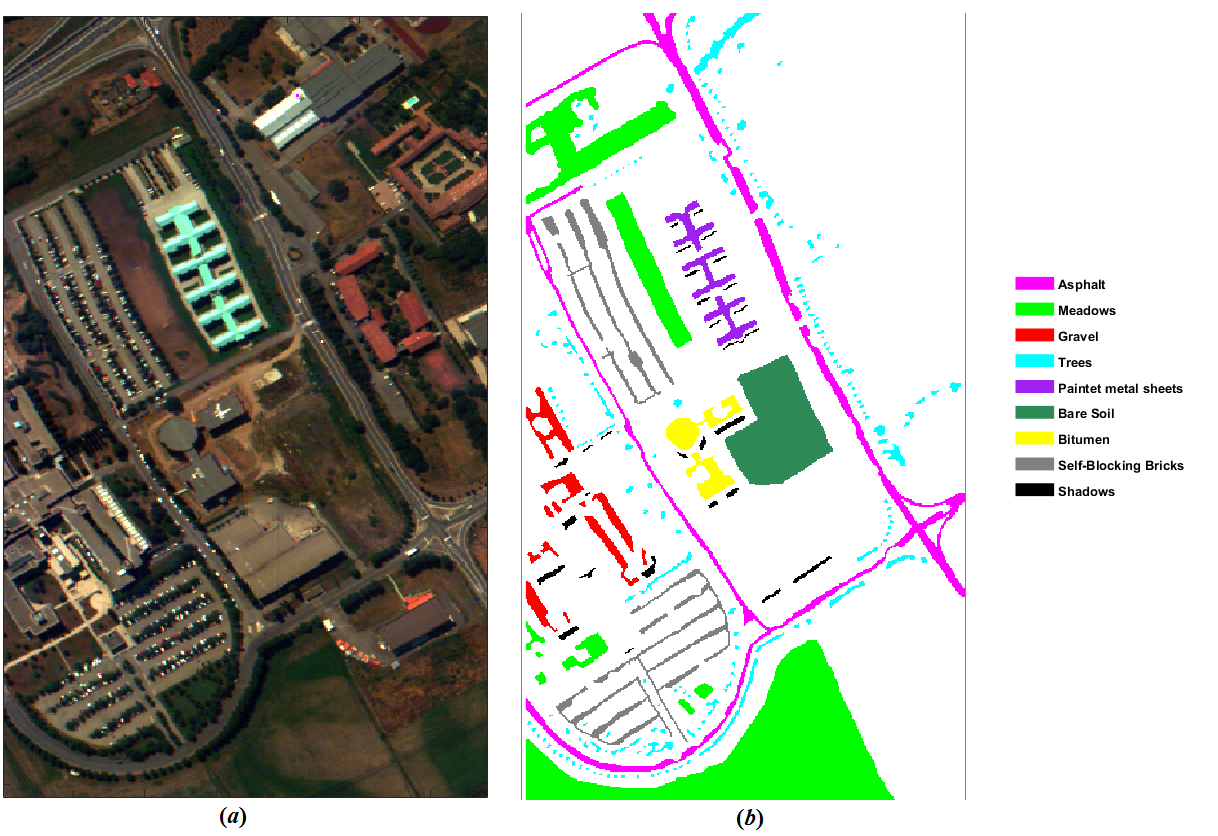 Asphalt
Meadows
Gravel
Trees
Paintet metal sheets
Bare Soil
Bitumen
Self-Blocking Bricks
Shadows
(a)
(b)